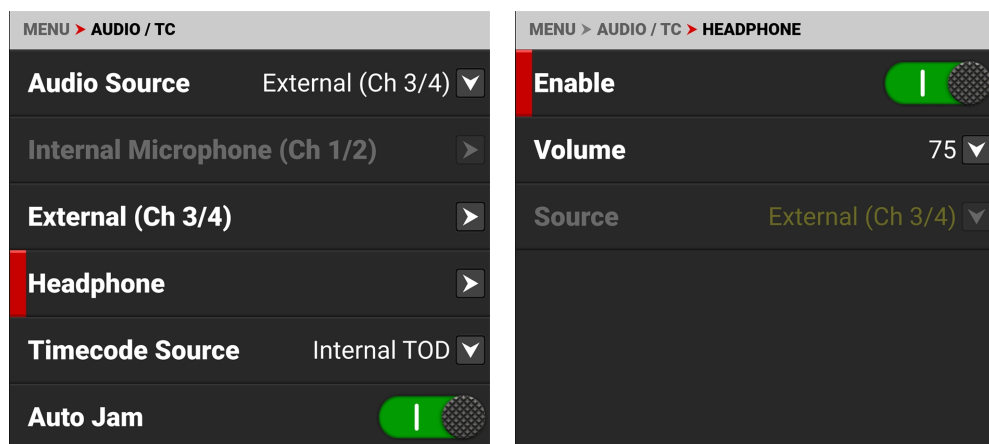 MENU ➤ AUDIO / TC
Audio Source External (Ch 3/4)
Internal Microphone (Ch 1/2)
External (Ch 3/4)
Headphone
Timecode Source Internal TOD
Auto Jam
MENU ➤ AUDIO / TC ➤ HEADPHONE
Enable
Volume 75
Source External (Ch 3/4)